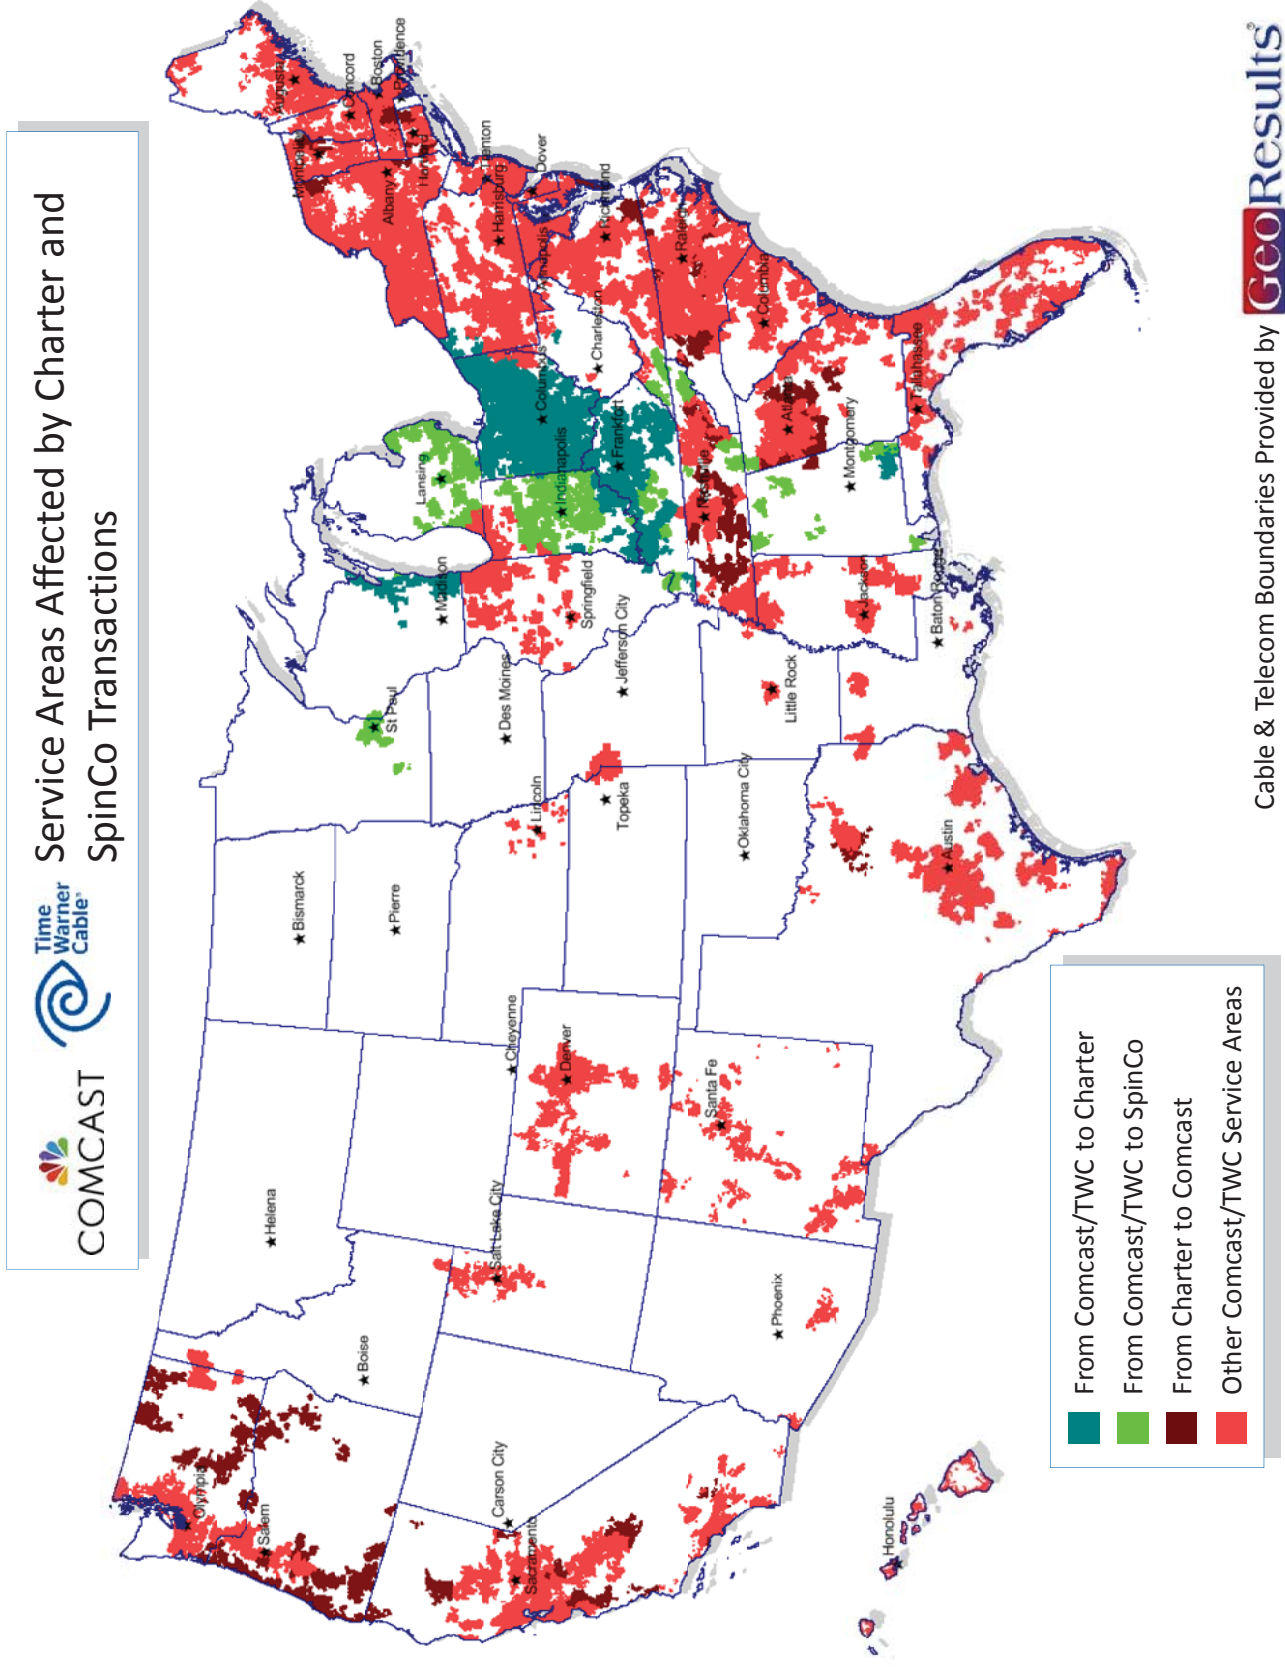 COMCAST
Time
Warner
Cable®
Service Areas Affected by Charter and
SpinCo Transactions
Augusta
Concord
Boston
Providence
Montpelier
Albany
Hartford
Trenton
Harrisburg
Dover
Annapolis
Richmond
Raleigh
Columbia
Charleston
Columbus
Frankfort
Indianapolis
Lansing
Atlanta
Tallahassee
Montgomery
Nashville
Madison
Springfield
Jackson
Baton Rouge
St Paul
Des Moines
Jefferson City
Little Rock
Lincoln
Topeka
Oklahoma City
Austin
Bismarck
Pierre
Cheyenne
Denver
Santa Fe
Helena
Salt Lake City
Boise
Phoenix
Olympia
Salem
Carson City
Sacramento
Honolulu
From Comcast/TWC to Charter
From Comcast/TWC to SpinCo
From Charter to Comcast
Other Comcast/TWC Service Areas
Cable & Telecom Boundaries Provided by GeoResults®